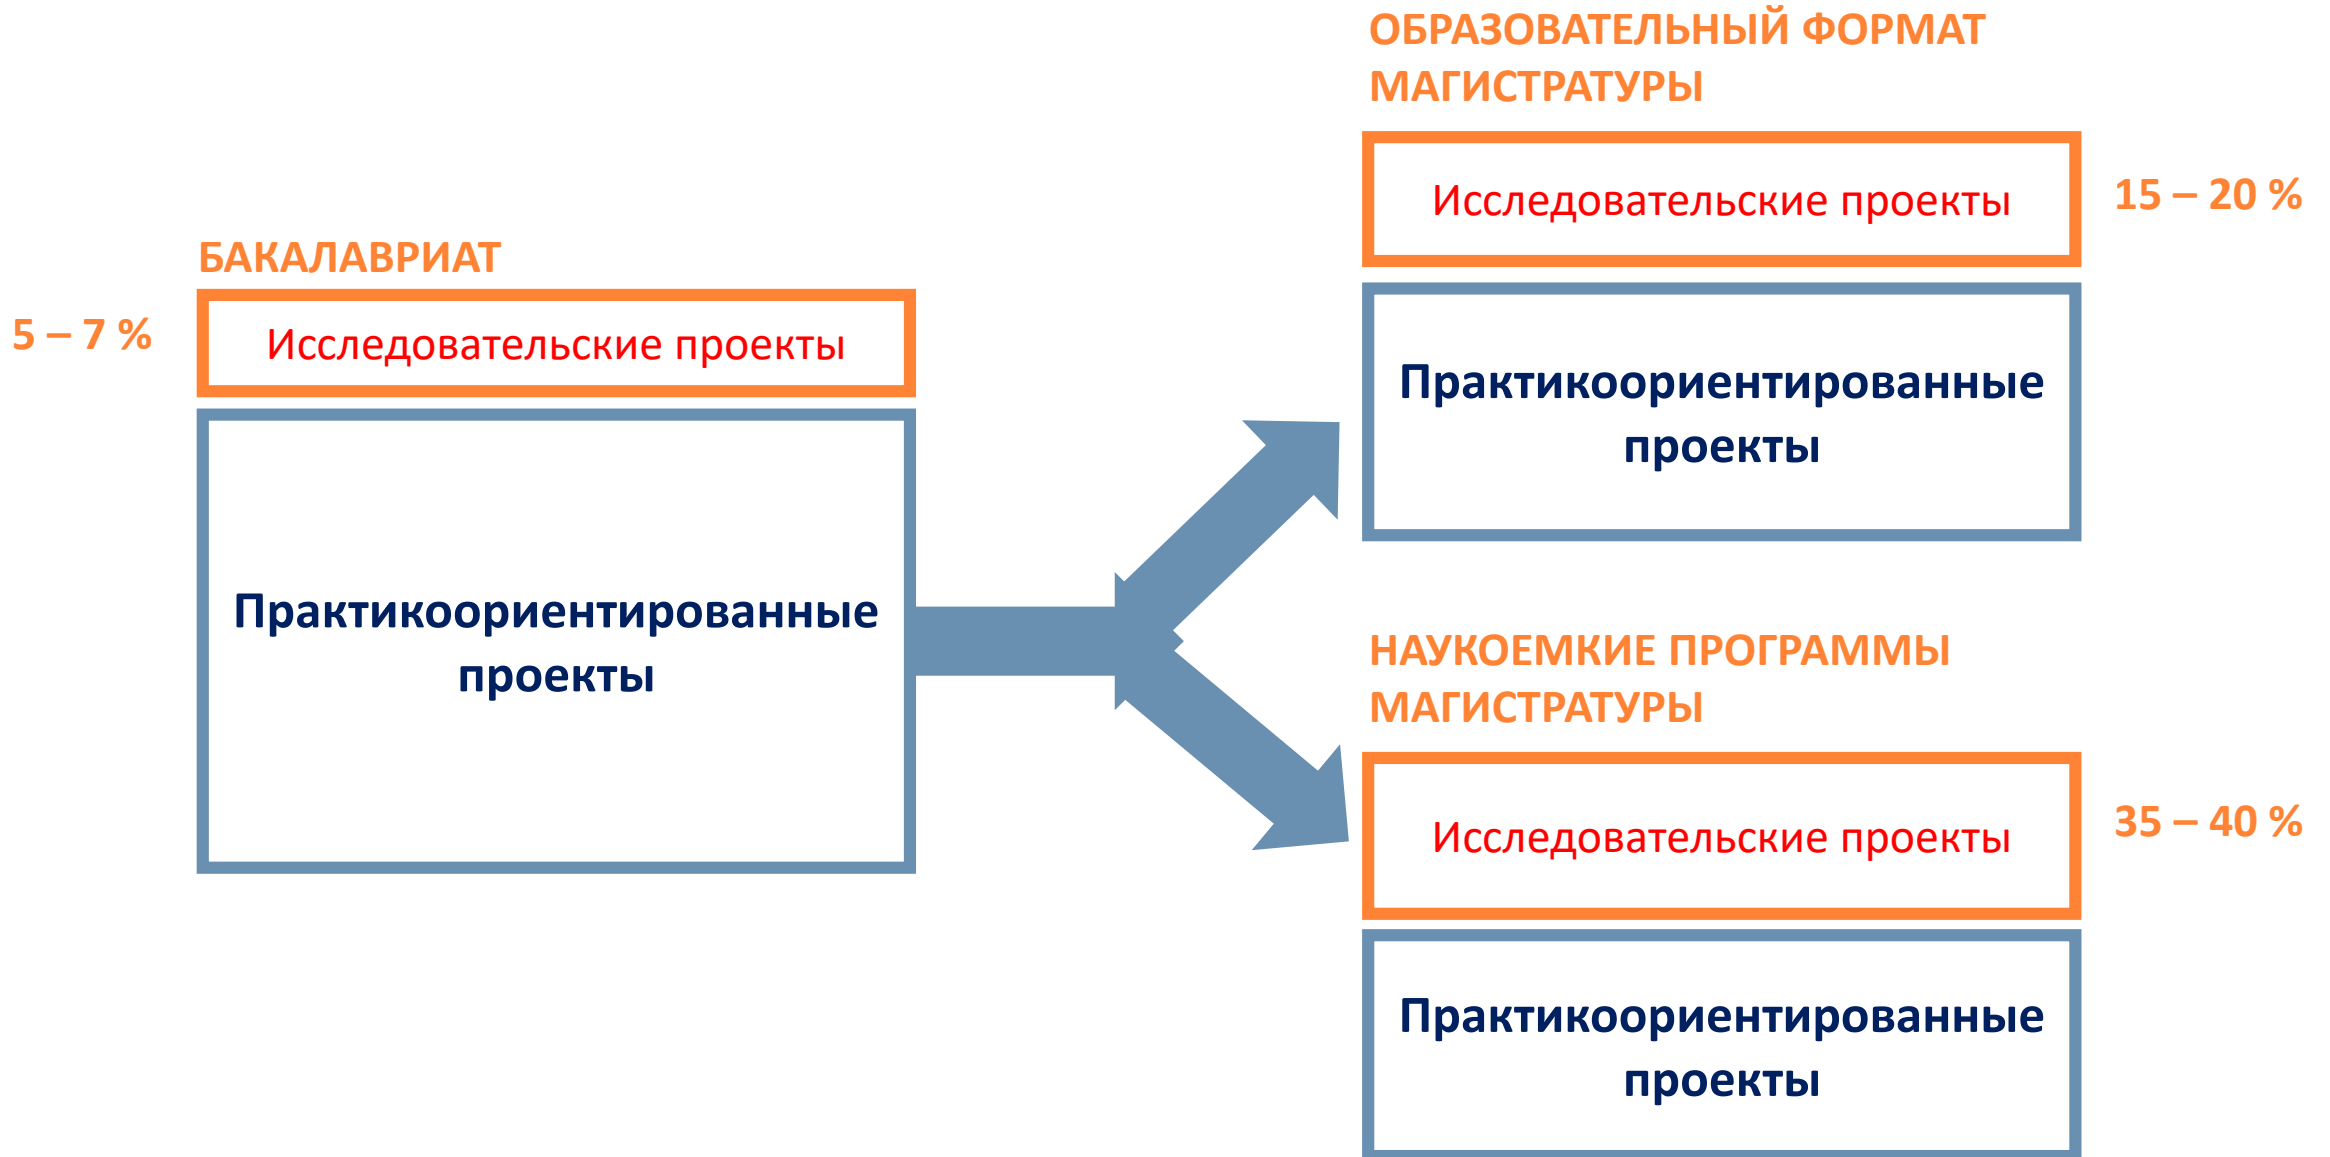 БАКАЛАВРИАТ
5 – 7 %
Исследовательские проекты
Практикоориентированные
проекты
ОБРАЗОВАТЕЛЬНЫЙ ФОРМАТ
МАГИСТРАТУРЫ
Исследовательские проекты
15 – 20 %
Практикоориентированные
проекты
НАУКОЕМКИЕ ПРОГРАММЫ
МАГИСТРАТУРЫ
Исследовательские проекты
35 – 40 %
Практикоориентированные
проекты